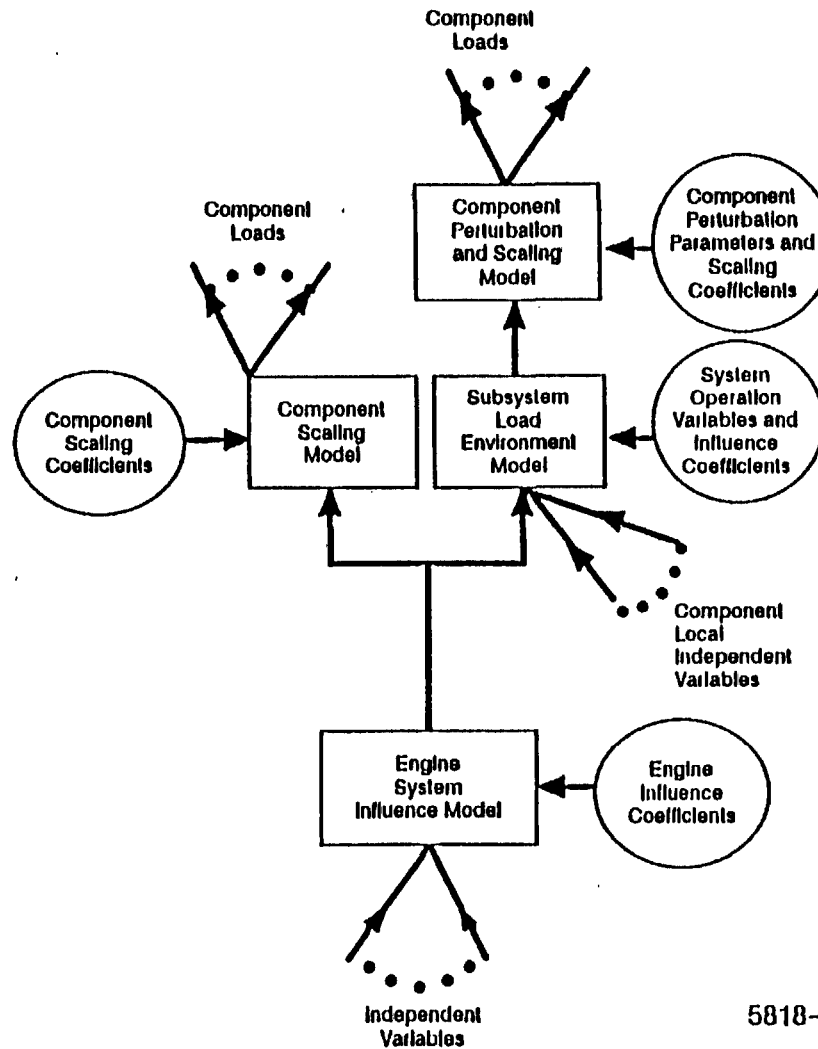 Component
Loads
Component
Perturbation
and Scaling
Model
Component
Perturbation
Parameters and
Scaling
Coefficients
Component
Loads
Component
Scaling
Coefficients
Component
Scaling
Model
Subsystem
Load
Environment
Model
System
Operation
Variables and
Influence
Coefficients
Component
Local
Independent
Variables
Engine
System
Influence Model
Engine
Influence
Coefficients
Independent
Variables
5818-